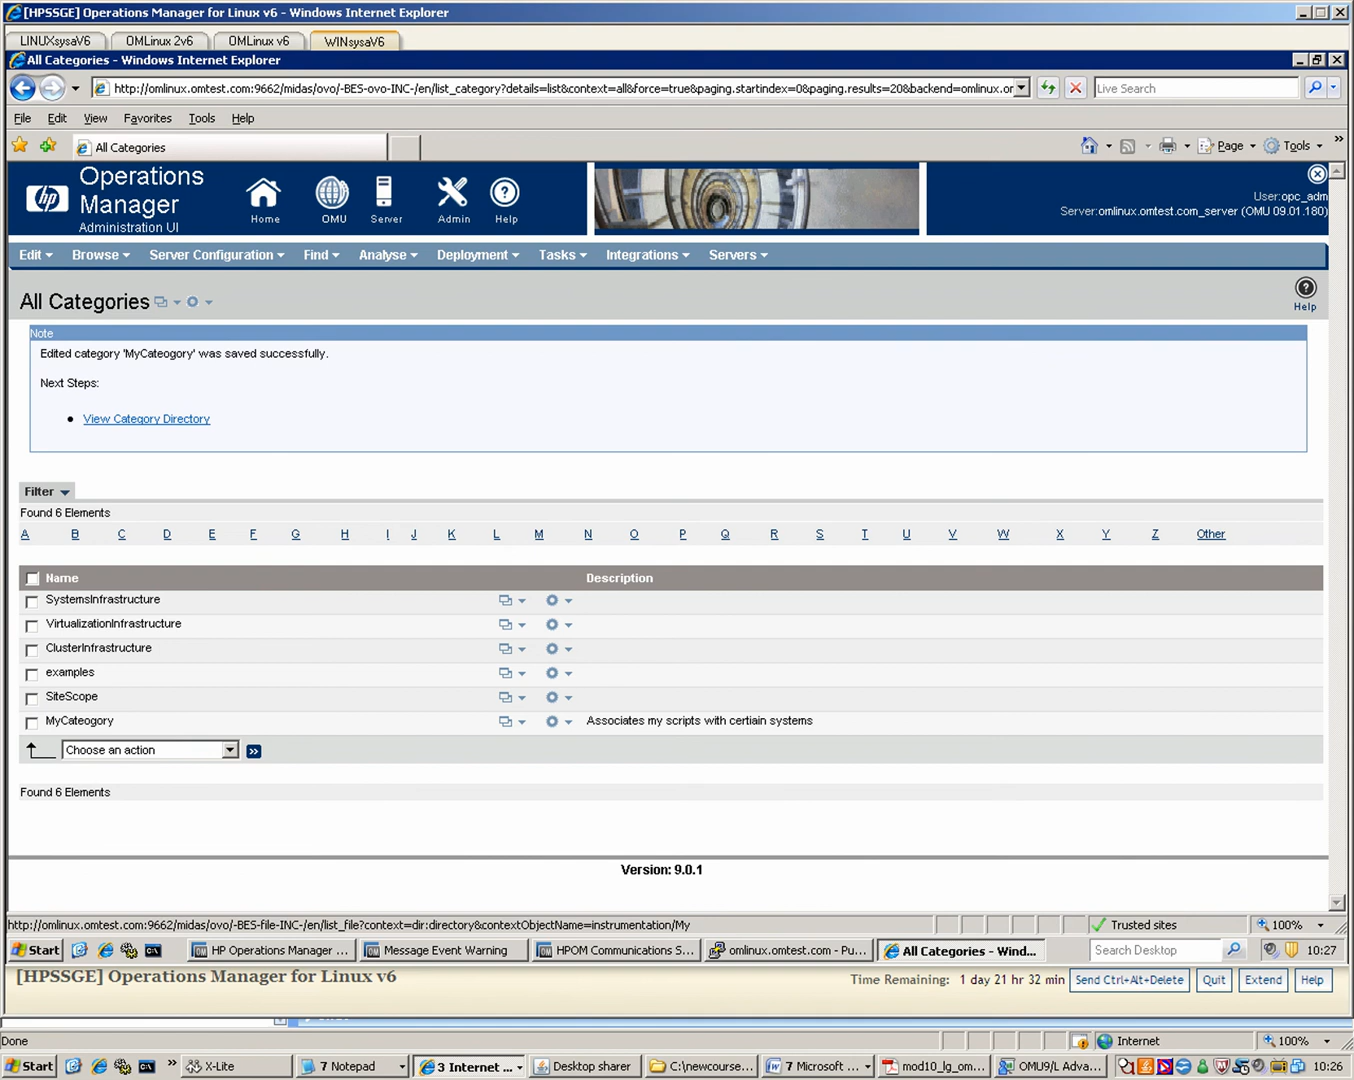 [HPSSGE] Operations Manager for Linux v6 - Windows Internet Explorer
LINUXsysaV6 OMLinux 2v6 OMLinux v6 WINsysaV6
All Categories - Windows Internet Explorer
http://omlinux.omtest.com:9662/midas/ovo/-BES-ovo-INC-/en/list_category?details=list&context=all&force=true&paging.startindex=0&paging.results=20&backend=omlinux.or Live Search
File Edit View Favorites Tools Help
All Categories Page Tools »
hp Operations Manager Administration UI
Home OMU Server Admin Help
User:opc_adm
Server:omlinux.omtest.com_server (OMU 09.01.180)
Edit Browse Server Configuration Find Analyse Deployment Tasks Integrations Servers
All Categories
Help
Note
Edited category 'MyCateogory' was saved successfully.
Next Steps:
• View Category Directory
Filter
Found 6 Elements
A B C D E F G H I J K L M N O P Q R S T U V W X Y Z Other
Name Description
SystemsInfrastructure
VirtualizationInfrastructure
ClusterInfrastructure
examples
SiteScope
MyCateogory Associates my scripts with certiain systems
Choose an action »
Found 6 Elements
Version: 9.0.1
http://omlinux.omtest.com:9662/midas/ovo/-BES-file-INC-/en/list_file?context=dir:directory&contextObjectName=instrumentation/My Trusted sites 100%
Start HP Operations Manager ... Message Event Warning HPOM Communications S... omlinux.omtest.com - Pu... All Categories - Wind... Search Desktop 10:27
[HPSSGE] Operations Manager for Linux v6 Time Remaining: 1 day 21 hr 32 min Send Ctrl+Alt+Delete Quit Extend Help
Done Internet 100%
Start » X-Lite 7 Notepad 3 Internet ... Desktop sharer C:\newcourse... 7 Microsoft ... mod10_lg_om... OMU9/L Adva... 10:26